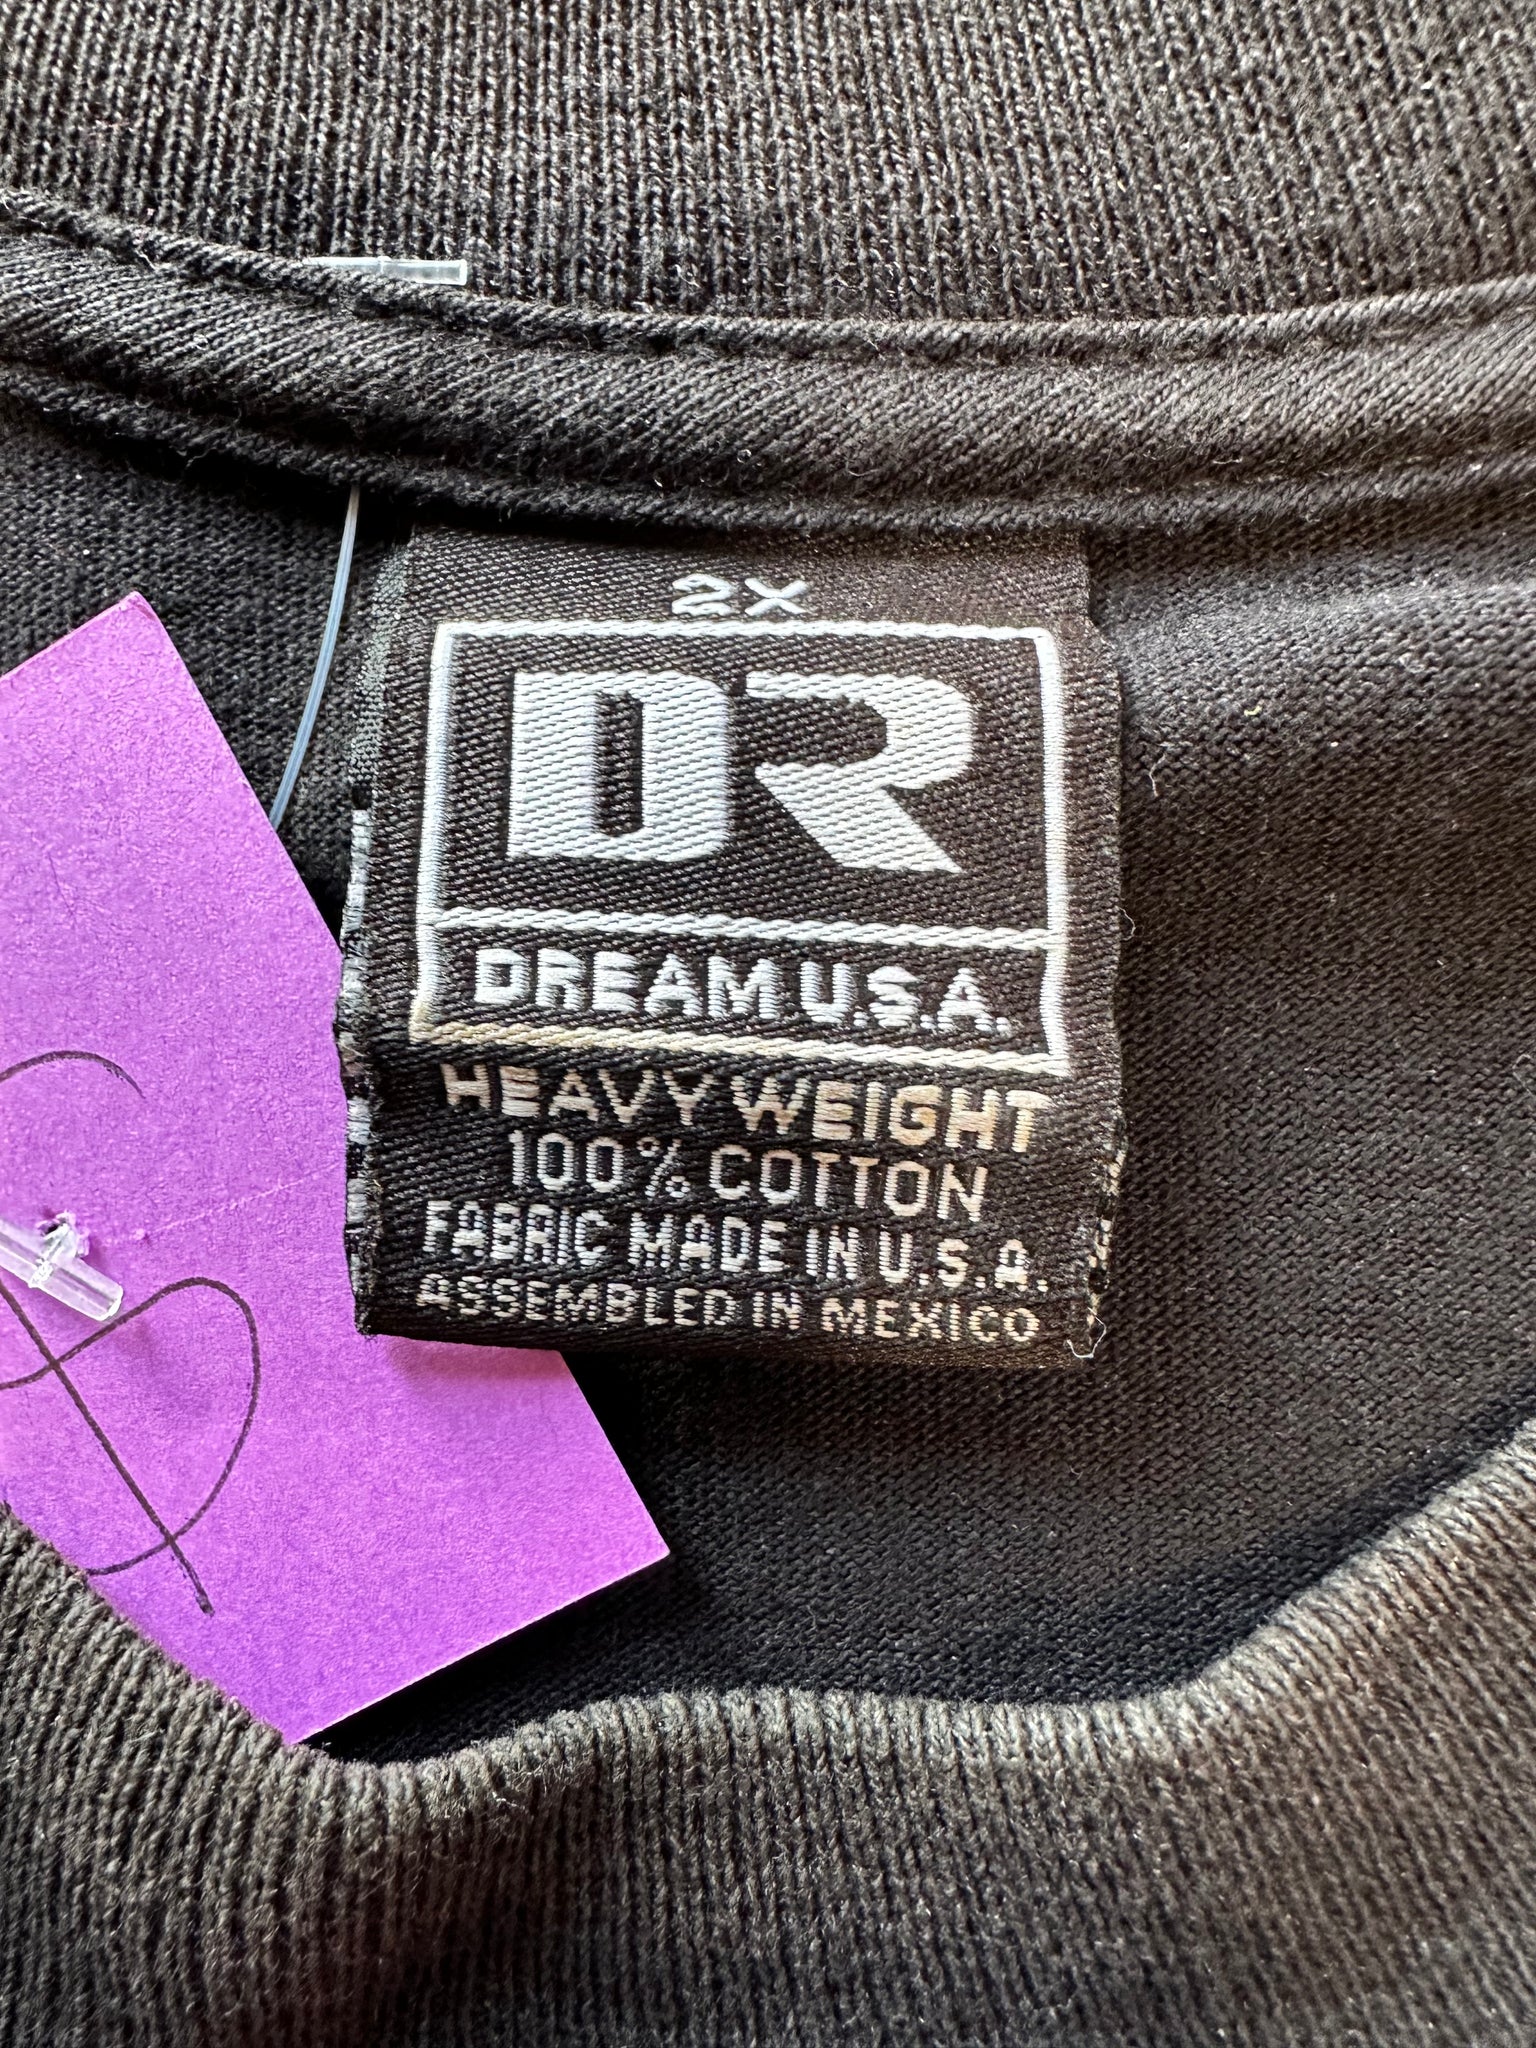 2X
DR
DREAM U.S.A.
HEAVY WEIGHT
100% COTTON
FABRIC MADE IN U.S.A.
ASSEMBLED IN MEXICO